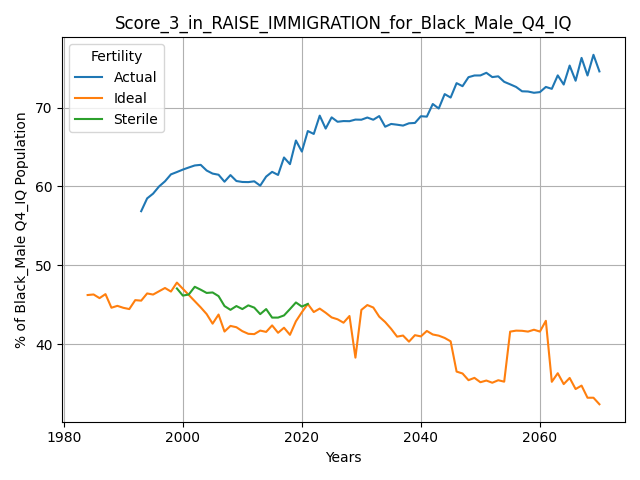 Score_3_in_RAISE_IMMIGRATION_for_Black_Male_Q4_IQ
Fertility
Actual
Ideal
Sterile
% of Black_Male Q4_IQ Population
70
60
50
40
1980
2000
2020
2040
2060
Years